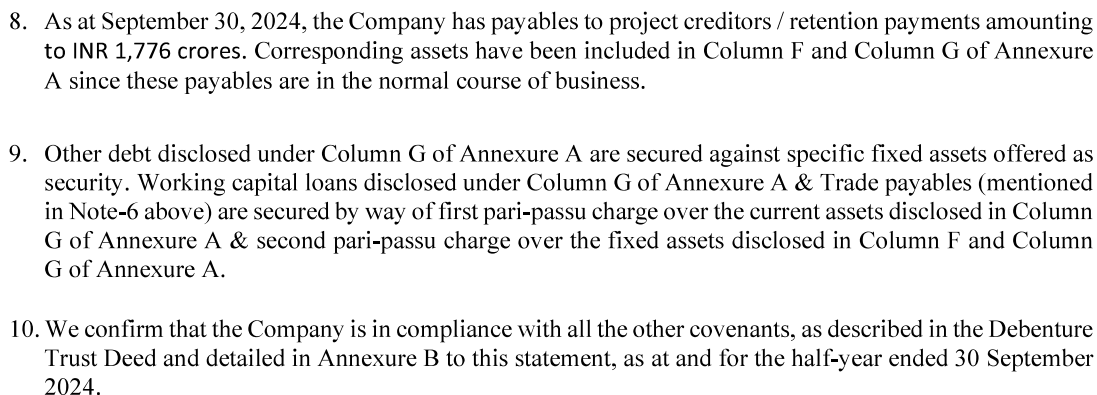 8. As at September 30, 2024, the Company has payables to project creditors / retention payments amounting
to INR 1,776 crores. Corresponding assets have been included in Column F and Column G of Annexure
A since these payables are in the normal course of business.
9. Other debt disclosed under Column G of Annexure A are secured against specific fixed assets offered as
security. Working capital loans disclosed under Column G of Annexure A & Trade payables (mentioned
in Note-6 above) are secured by way of first pari-passu charge over the current assets disclosed in Column
G of Annexure A & second pari-passu charge over the fixed assets disclosed in Column F and Column
G of Annexure A.
10. We confirm that the Company is in compliance with all the other covenants, as described in the Debenture
Trust Deed and detailed in Annexure B to this statement, as at and for the half-year ended 30 September
2024.